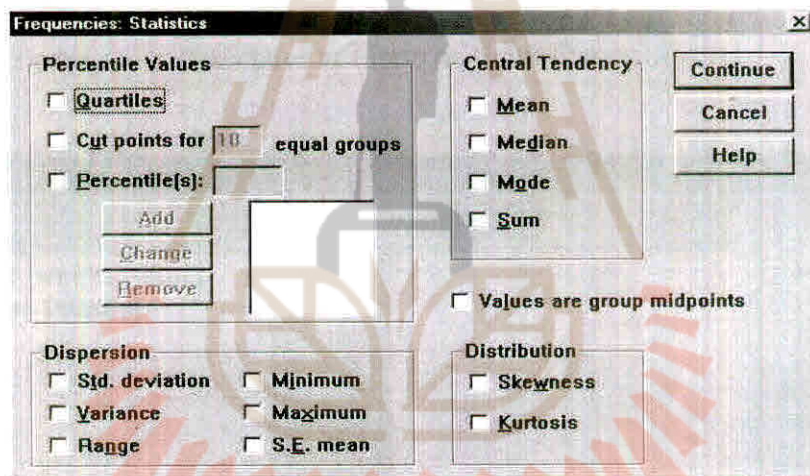 Frequencies: Statistics
Percentile Values
Quartiles
Cut points for 10 equal groups
Percentile(s):
Add
Change
Remove
Central Tendency
Mean
Median
Mode
Sum
Continue
Cancel
Help
Values are group midpoints
Dispersion
Std. deviation
Minimum
Variance
Maximum
Range
S.E. mean
Distribution
Skewness
Kurtosis